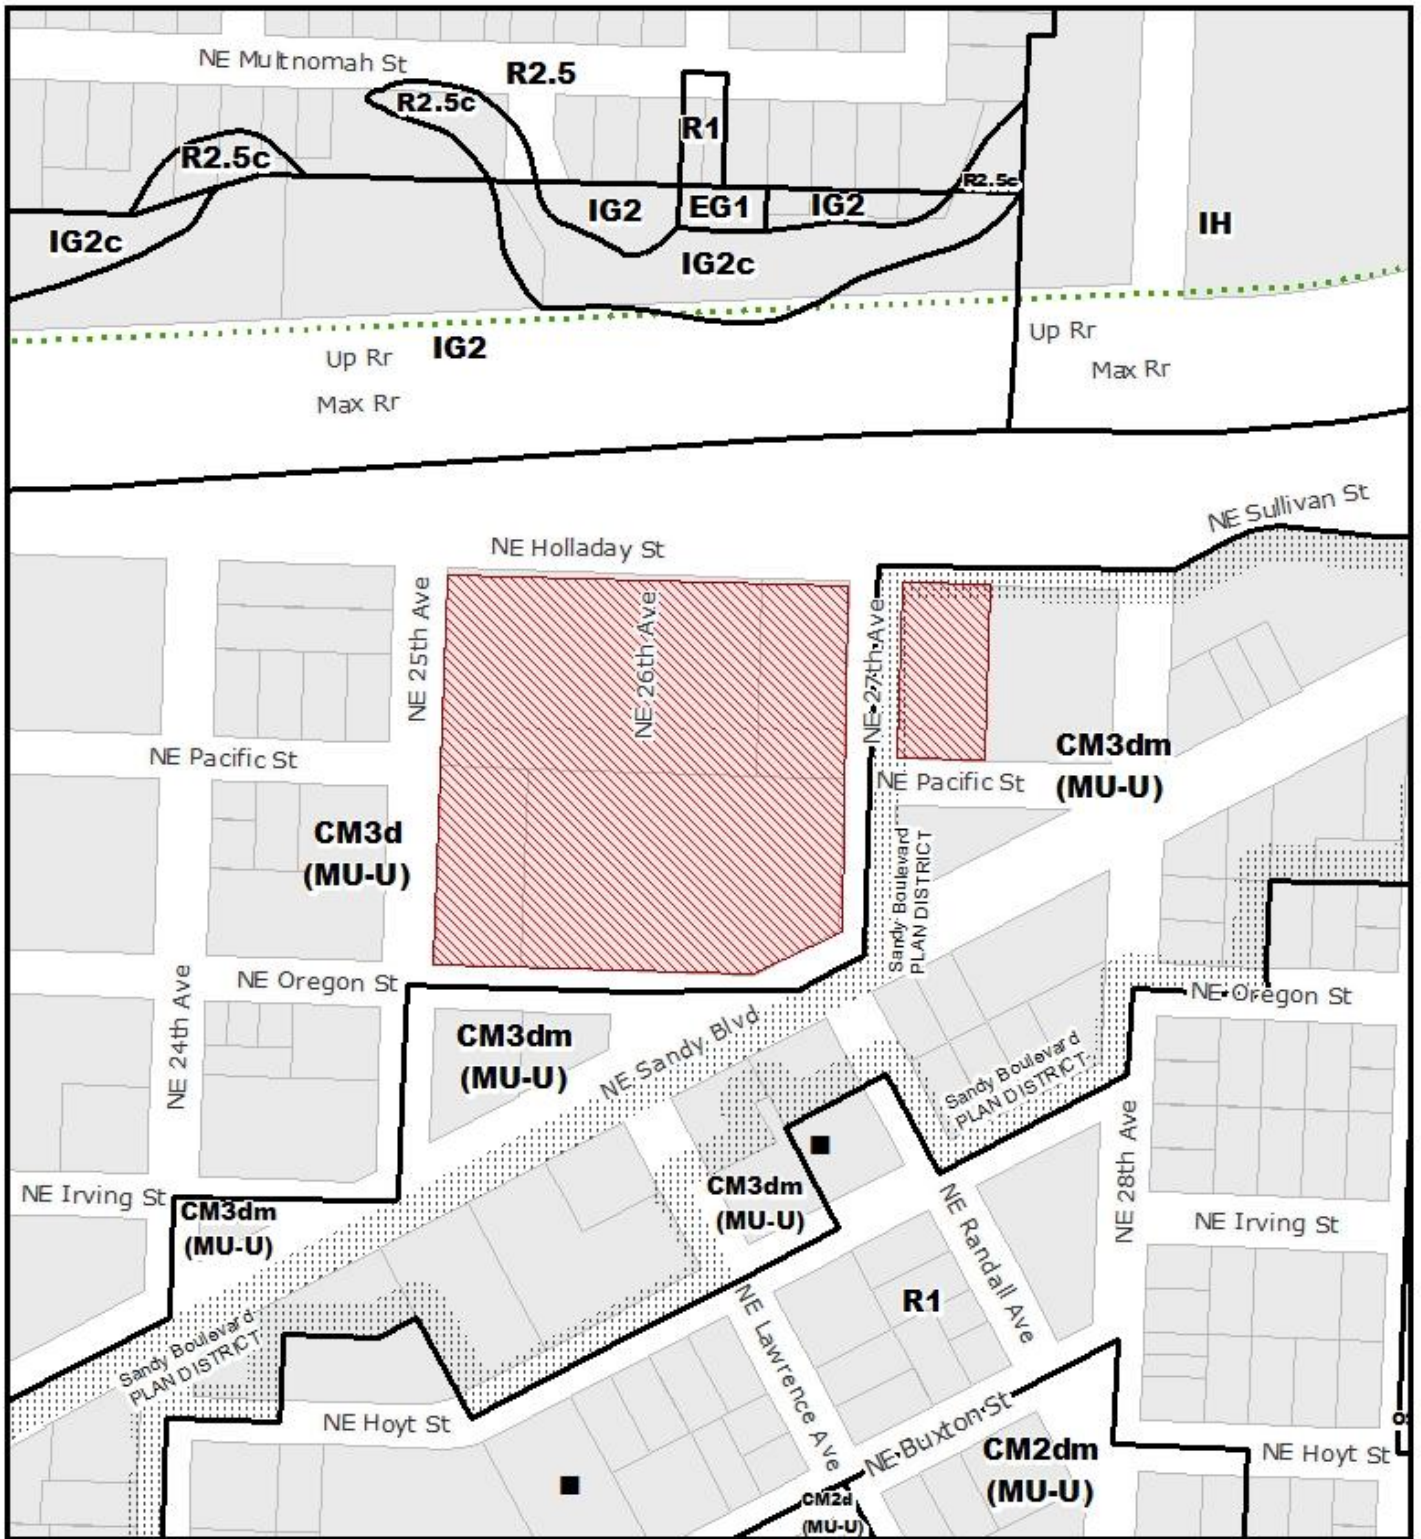 NE Multnomah St
R2.5
R2.5c
R1
R2.5c
R2.5c
IG2
EG1
IG2
IH
IG2c
IG2c
Up Rr
IG2
Up Rr
Max Rr
Max Rr
NE Sullivan St
NE Holladay St
NE 25th Ave
NE 26th Ave
NE 27th Ave
NE Pacific St
CM3dm
(MU-U)
NE Pacific St
CM3d
(MU-U)
Sandy Boulevard
PLAN DISTRICT
NE Oregon St
NE Oregon St
NE 24th Ave
CM3dm
(MU-U)
NE Sandy Blvd
Sandy Boulevard
PLAN DISTRICT
NE 28th Ave
NE Irving St
CM3dm
(MU-U)
CM3dm
(MU-U)
NE Randall Ave
NE Irving St
R1
NE Lawrence Ave
Sandy Boulevard
PLAN DISTRICT
NE Hoyt St
NE Buxton St
CM2dm
(MU-U)
NE Hoyt St
CM2d
(MU-U)